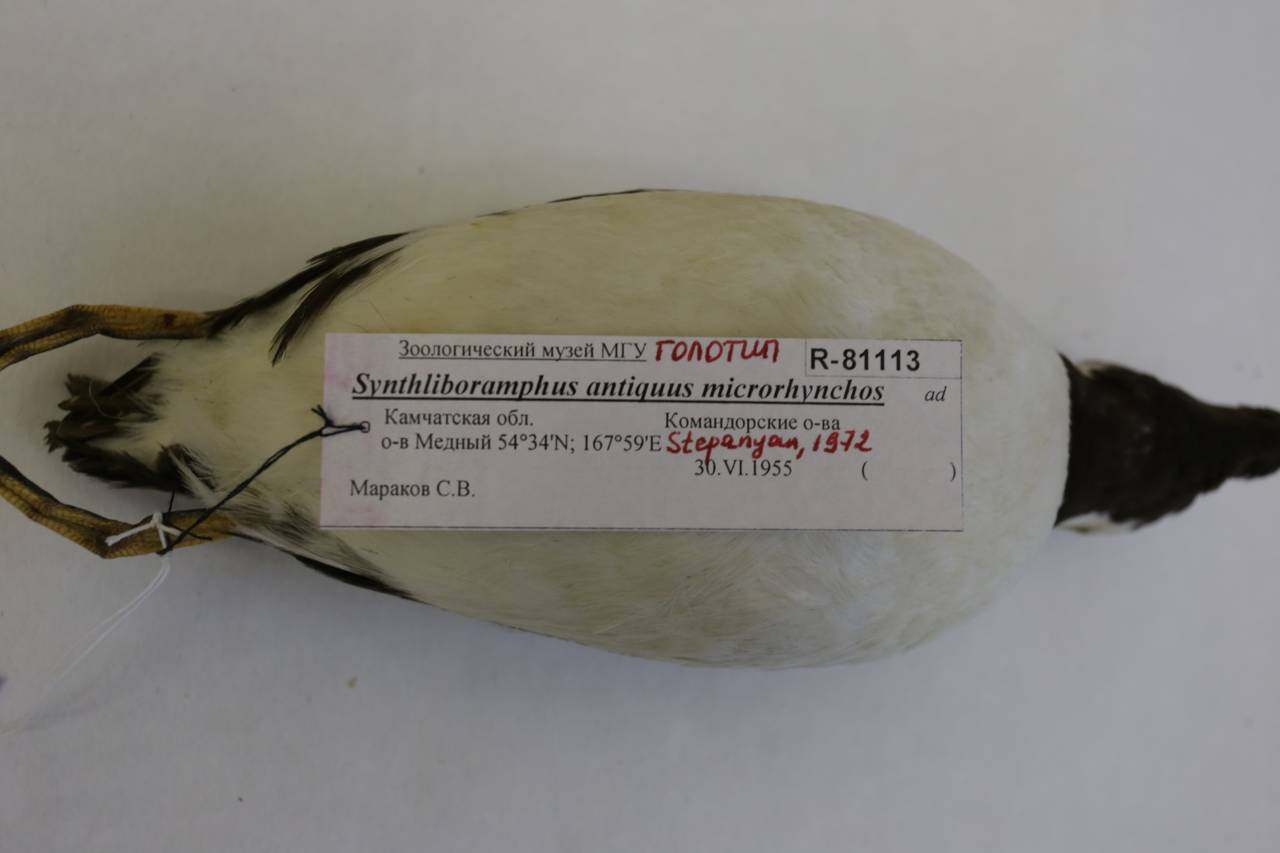 Зоологический музей МГУ ГОЛОТИП R-81113
Synthliboramphus antiquus microrhynchos ad
Камчатская обл. Командорские о-ва
о-в Медный 54°34'N; 167°59'E Stepanyan, 1972
30.VI.1955 ( )
Мараков С.В.